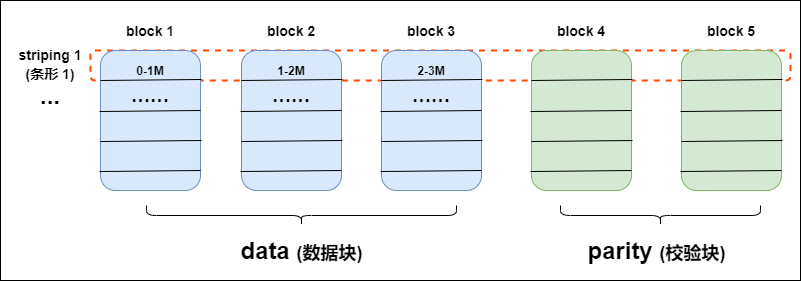 block 1 block 2 block 3 block 4 block 5
striping 1
(条形 1)
0-1M 1-2M 2-3M
... ...... ...... ......
data (数据块) parity (校验块)